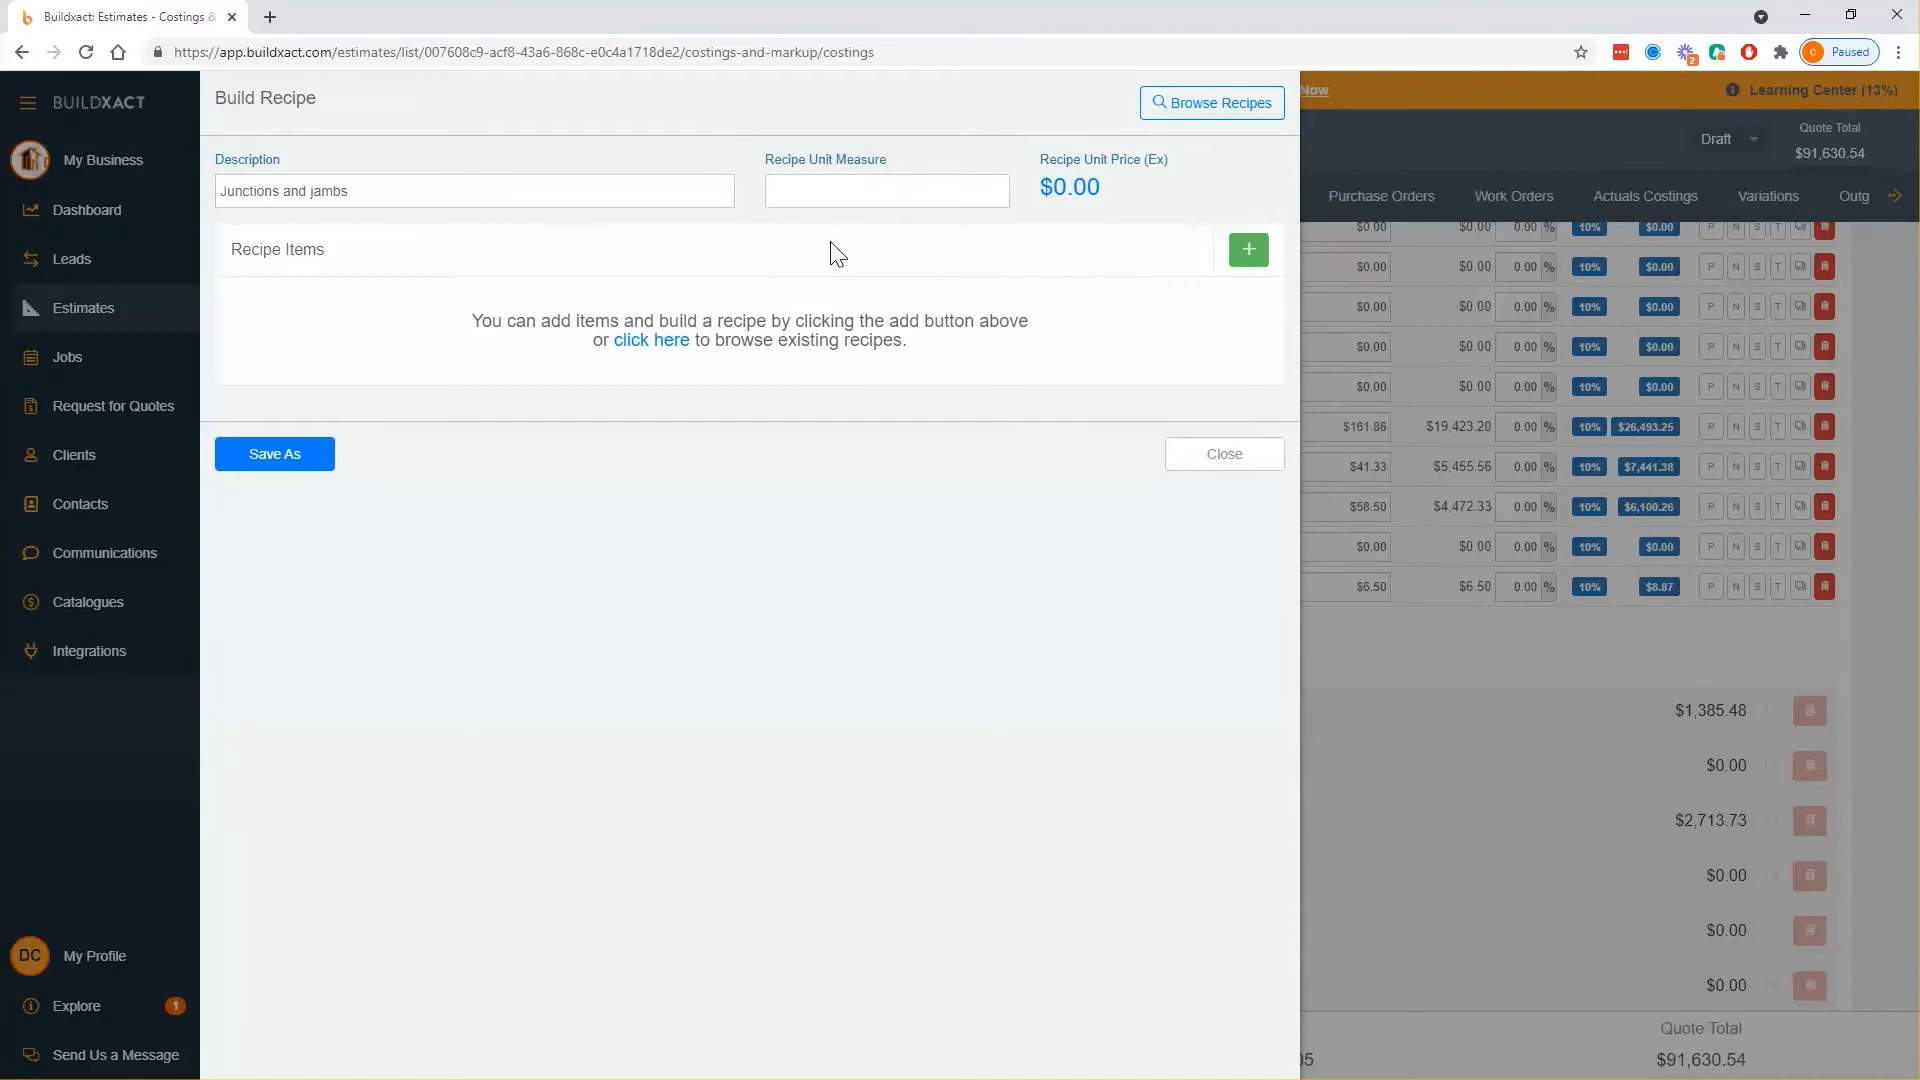 Buildxact: Estimates - Costings &
https://app.buildxact.com/estimates/list/007608c9-acf8-43a6-868c-e0c4a1718de2/costings-and-markup/costings
2
C Paused
BUILDXACT
My Business
Dashboard
Leads
Estimates
Jobs
Request for Quotes
Clients
Contacts
Communications
Catalogues
Integrations
DC My Profile
Explore 1
Send Us a Message
Build Recipe
Browse Recipes
Description
Junctions and jambs
Recipe Unit Measure
Recipe Unit Price (Ex)
$0.00
Recipe Items
+
You can add items and build a recipe by clicking the add button above
or click here to browse existing recipes.
Save As
Close
Now
Learning Center (13%)
Draft
Quote Total
$91,630.54
Purchase Orders Work Orders Actuals Costings Variations Outg
$0.00 $0.00 0.00 % 10% $0.00 P N S T
$0.00 $0.00 0.00 % 10% $0.00 P N S T
$0.00 $0.00 0.00 % 10% $0.00 P N S T
$0.00 $0.00 0.00 % 10% $0.00 P N S T
$0.00 $0.00 0.00 % 10% $0.00 P N S T
$161.86 $19,423.20 0.00 % 10% $26,493.25 P N S T
$41.33 $5,455.56 0.00 % 10% $7,441.38 P N S T
$58.50 $4,472.33 0.00 % 10% $6,100.26 P N S T
$0.00 $0.00 0.00 % 10% $0.00 P N S T
$6.50 $6.50 0.00 % 10% $8.87 P N S T
$1,385.48
$0.00
$2,713.73
$0.00
$0.00
$0.00
Quote Total
05 $91,630.54